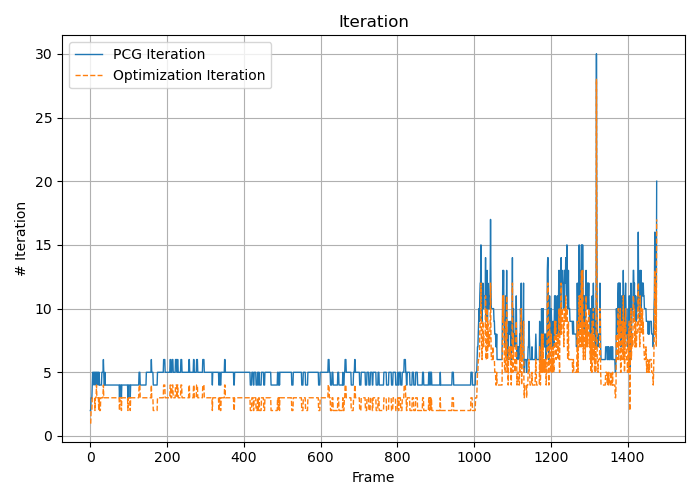 Iteration
PCG Iteration
Optimization Iteration
30
25
20
15
10
5
0
# Iteration
0 200 400 600 800 1000 1200 1400
Frame